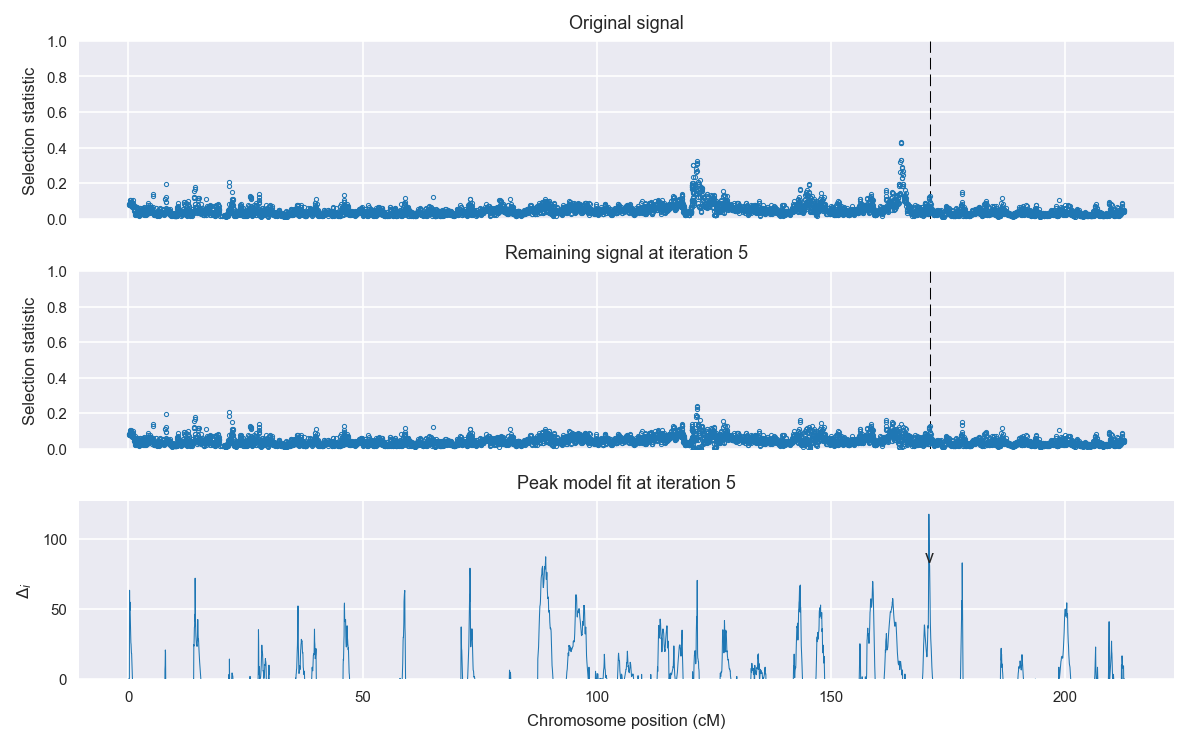 Original signal
Selection statistic
1.0
0.8
0.6
0.4
0.2
0.0
Remaining signal at iteration 5
Selection statistic
1.0
0.8
0.6
0.4
0.2
0.0
Peak model fit at iteration 5
Δi
100
50
0
0
50
100
150
200
Chromosome position (cM)